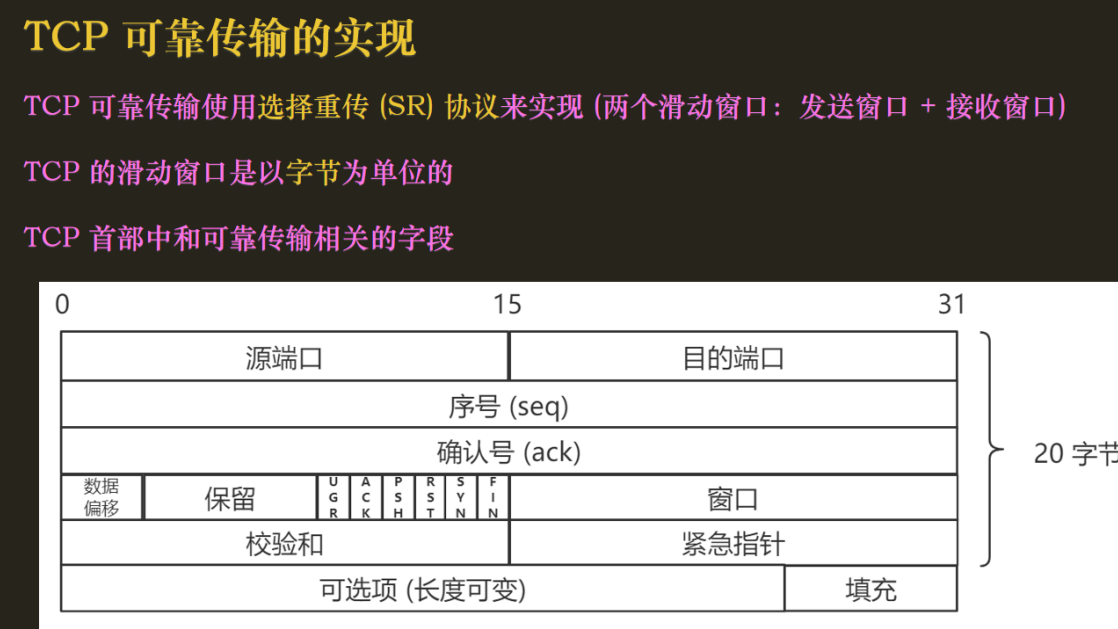 TCP 可靠传输的实现
TCP 可靠传输使用选择重传 (SR) 协议来实现 (两个滑动窗口：发送窗口 + 接收窗口)
TCP 的滑动窗口是以字节为单位的
TCP 首部中和可靠传输相关的字段
0 15 31
源端口 目的端口
序号 (seq)
确认号 (ack)
20 字节
数据偏移 保留 UGR ACK PSH RST SYN FIN 窗口
校验和 紧急指针
可选项 (长度可变) 填充